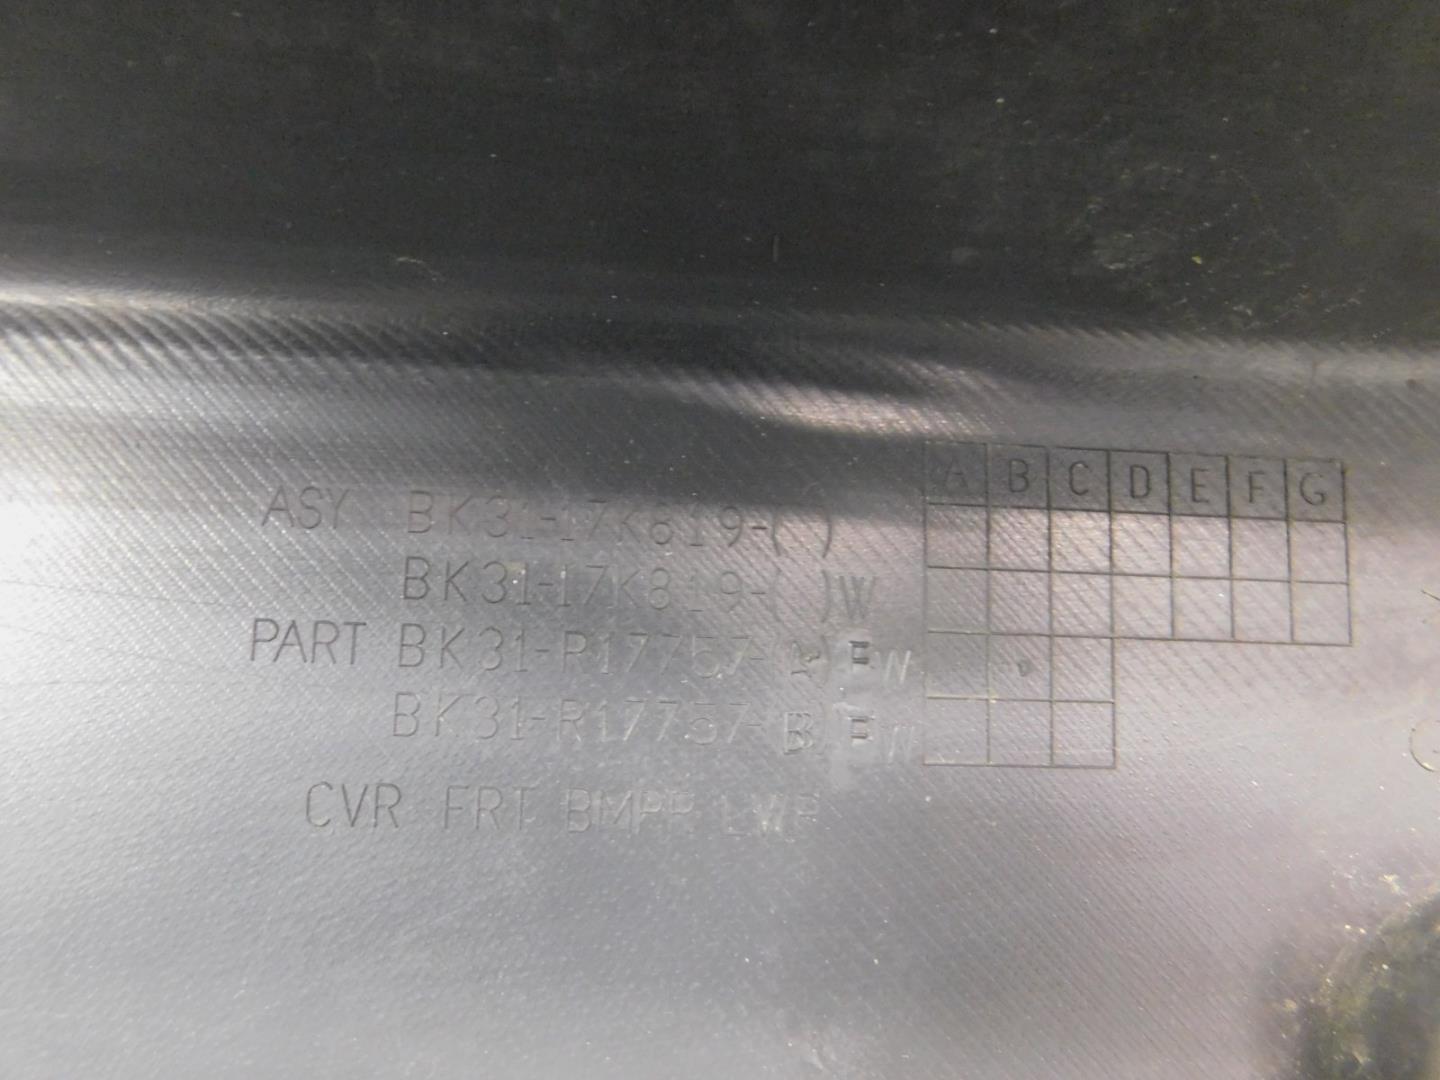 ASY BK31-17K819-( )
BK31-17K819-( )W
PART BK31-R17757-
BK31-R17757-B
CVR FRT BMPR LWR
A B C D E F G